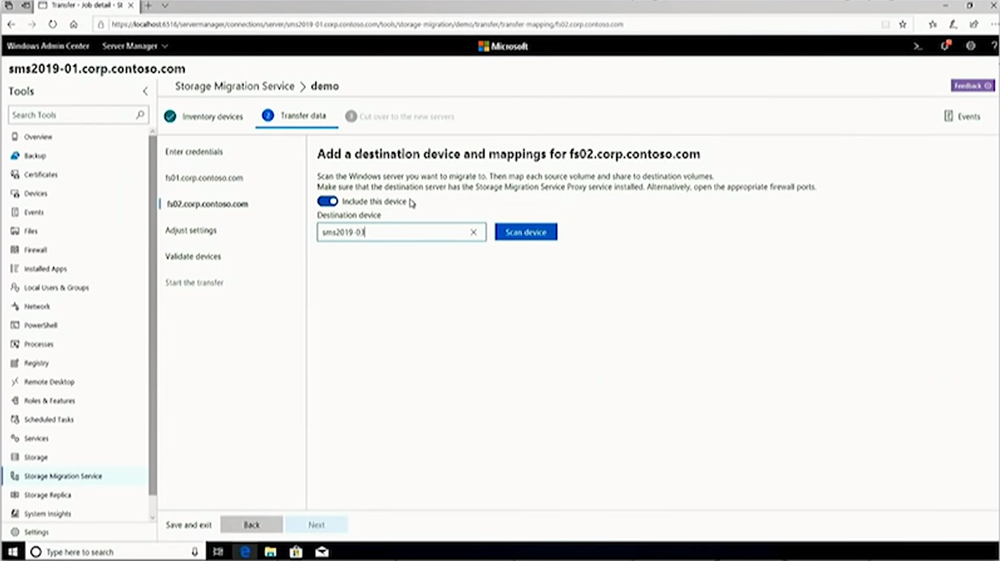 Transfer - Job detail - St
https://localhost:6516/servermanager/connections/server/sms2019-01.corp.contoso.com/tools/storage-migration/demo/transfer/transfer-mapping/fs02.corp.contoso.com
Windows Admin Center Server Manager Microsoft
sms2019-01.corp.contoso.com
Tools
Storage Migration Service > demo
Feedback
Search Tools
Inventory devices
2 Transfer data
3 Cut over to the new servers
Events
Overview
Backup
Certificates
Devices
Events
Files
Firewall
Installed Apps
Local Users & Groups
Network
PowerShell
Processes
Registry
Remote Desktop
Roles & Features
Scheduled Tasks
Services
Storage
Storage Migration Service
Storage Replica
System Insights
Settings
Enter credentials
fs01.corp.contoso.com
fs02.corp.contoso.com
Adjust settings
Validate devices
Start the transfer
Add a destination device and mappings for fs02.corp.contoso.com
Scan the Windows server you want to migrate to. Then map each source volume and share to destination volumes.
Make sure that the destination server has the Storage Migration Service Proxy service installed. Alternatively, open the appropriate firewall ports.
Include this device
Destination device
sms2019-03
Scan device
Save and exit
Back
Next
Type here to search